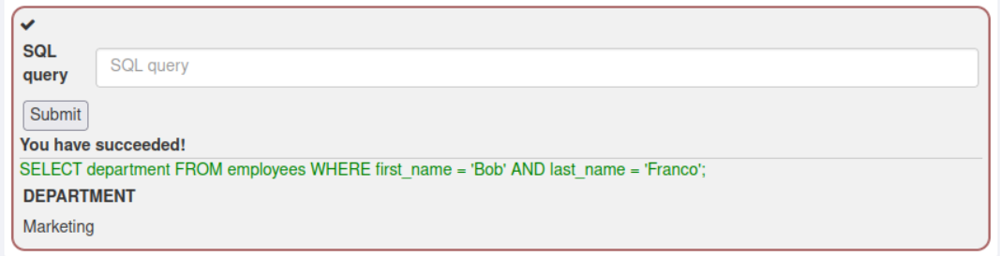 SQL
query
SQL query
Submit
You have succeeded!
SELECT department FROM employees WHERE first_name = 'Bob' AND last_name = 'Franco';
DEPARTMENT
Marketing